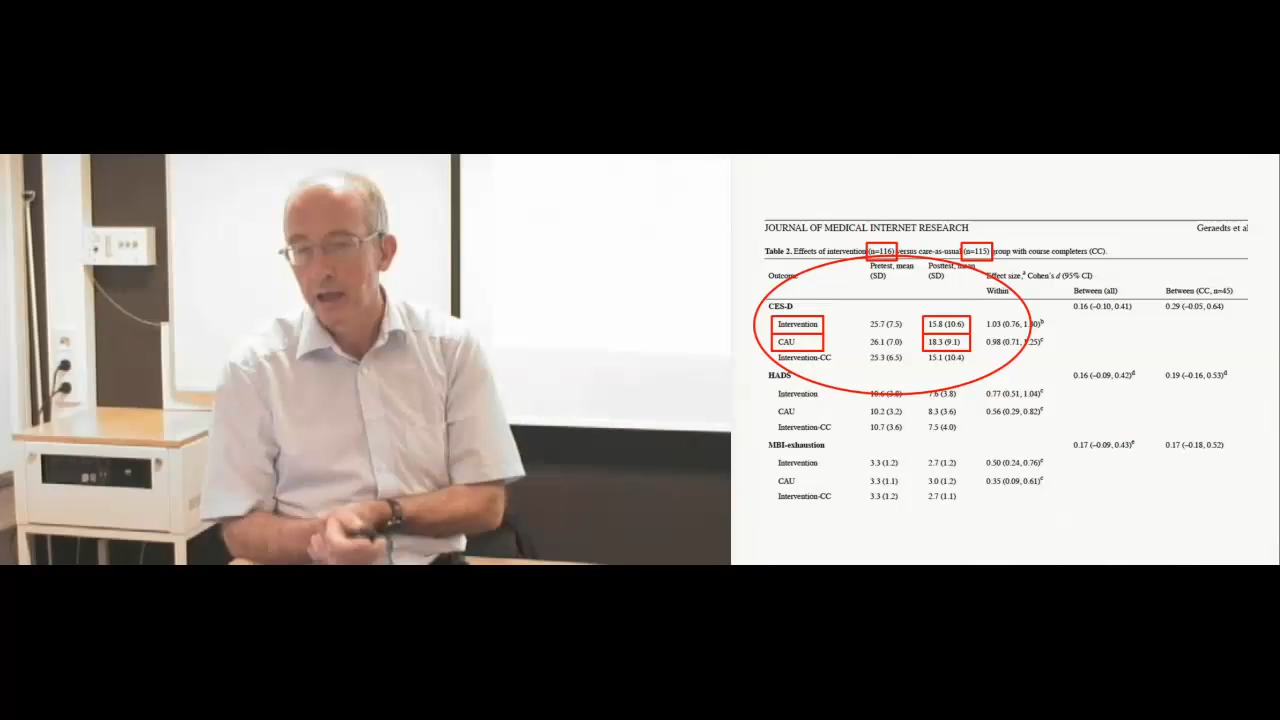 JOURNAL OF MEDICAL INTERNET RESEARCH Geraedts et al
Table 2. Effects of intervention (n=116) versus care-as-usual (n=115) group with course completers (CC).
Outcome Pretest, mean (SD) Posttest, mean (SD) Effect size,a Cohen's d (95% CI)
Within Between (all) Between (CC, n=45)
CES-D 0.16 (–0.10, 0.41) 0.29 (–0.05, 0.64)
Intervention 25.7 (7.5) 15.8 (10.6) 1.03 (0.76, 1.30)b
CAU 26.1 (7.0) 18.3 (9.1) 0.98 (0.71, 1.25)c
Intervention-CC 25.3 (6.5) 15.1 (10.4)
HADS 0.16 (–0.09, 0.42)d 0.19 (–0.16, 0.53)d
Intervention 10.6 (3.8) 7.6 (3.8) 0.77 (0.51, 1.04)c
CAU 10.2 (3.2) 8.3 (3.6) 0.56 (0.29, 0.82)c
Intervention-CC 10.7 (3.6) 7.5 (4.0)
MBI-exhaustion 0.17 (–0.09, 0.43)e 0.17 (–0.18, 0.52)
Intervention 3.3 (1.2) 2.7 (1.2) 0.50 (0.24, 0.76)c
CAU 3.3 (1.1) 3.0 (1.2) 0.35 (0.09, 0.61)c
Intervention-CC 3.3 (1.2) 2.7 (1.1)